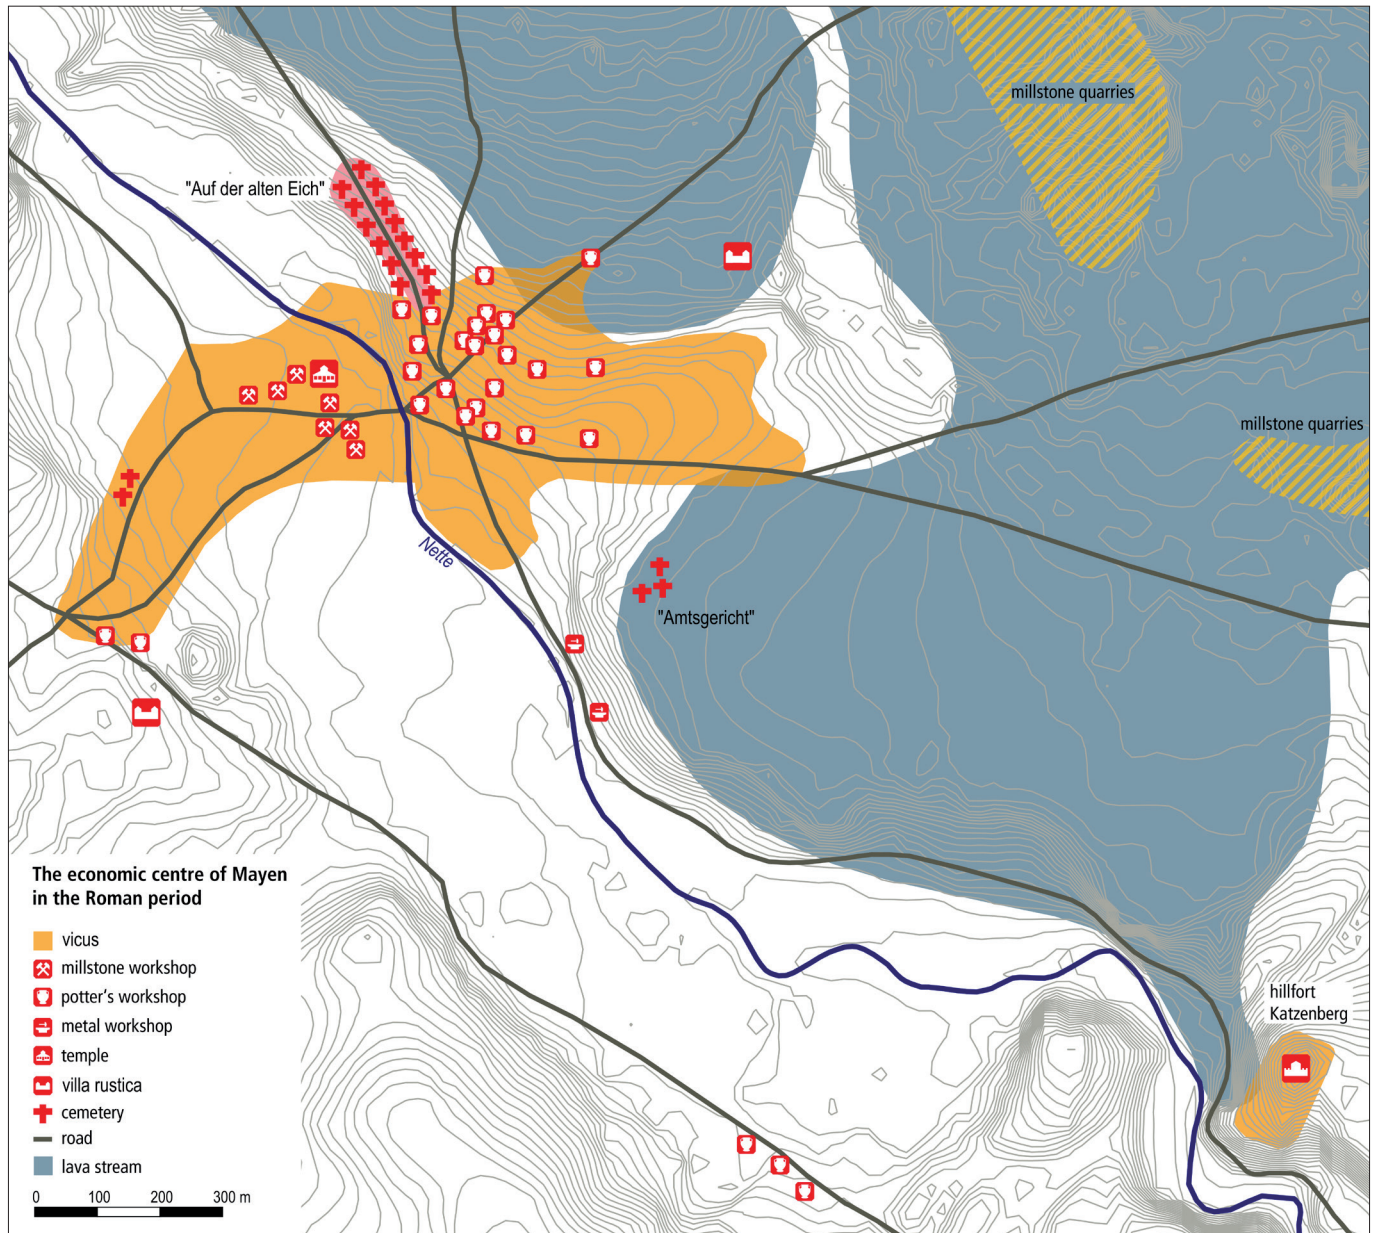 millstone quarries
"Auf der alten Eich"
millstone quarries
Nette
"Amtsgericht"
hillfort
Katzenberg
The economic centre of Mayen
in the Roman period
vicus
millstone workshop
potter's workshop
metal workshop
temple
villa rustica
cemetery
road
lava stream
0 100 200 300 m